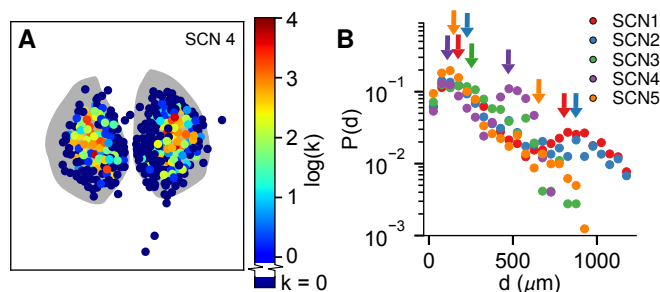 A
SCN 4
4
3
2
1
0
k = 0
log(k)
B
SCN1
SCN2
SCN3
SCN4
SCN5
P(d)
10⁻¹
10⁻²
10⁻³
0
500
1000
d (μm)